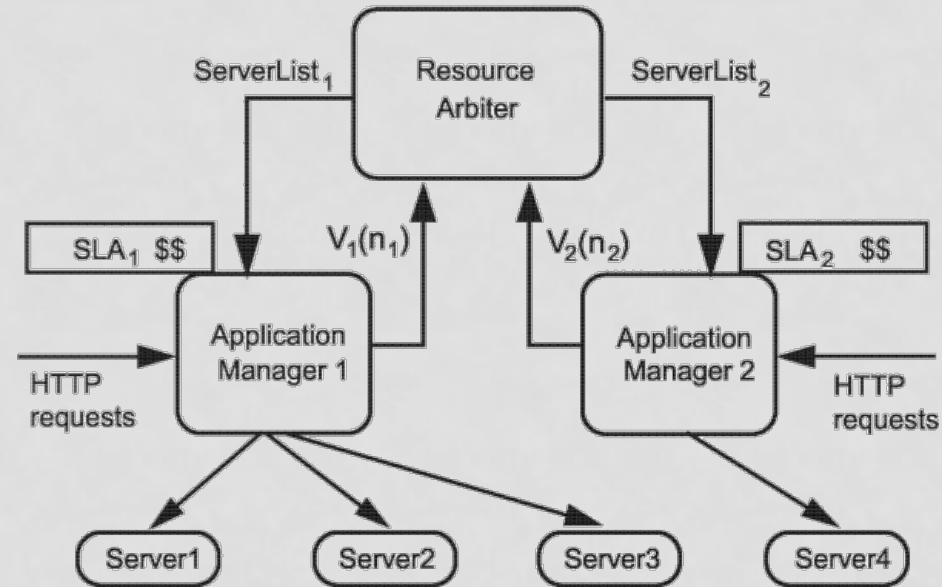 Resource
Arbiter
ServerList₁
ServerList₂
V₁(n₁)
V₂(n₂)
SLA₁ $$
SLA₂ $$
Application
Manager 1
Application
Manager 2
HTTP
requests
HTTP
requests
Server1
Server2
Server3
Server4